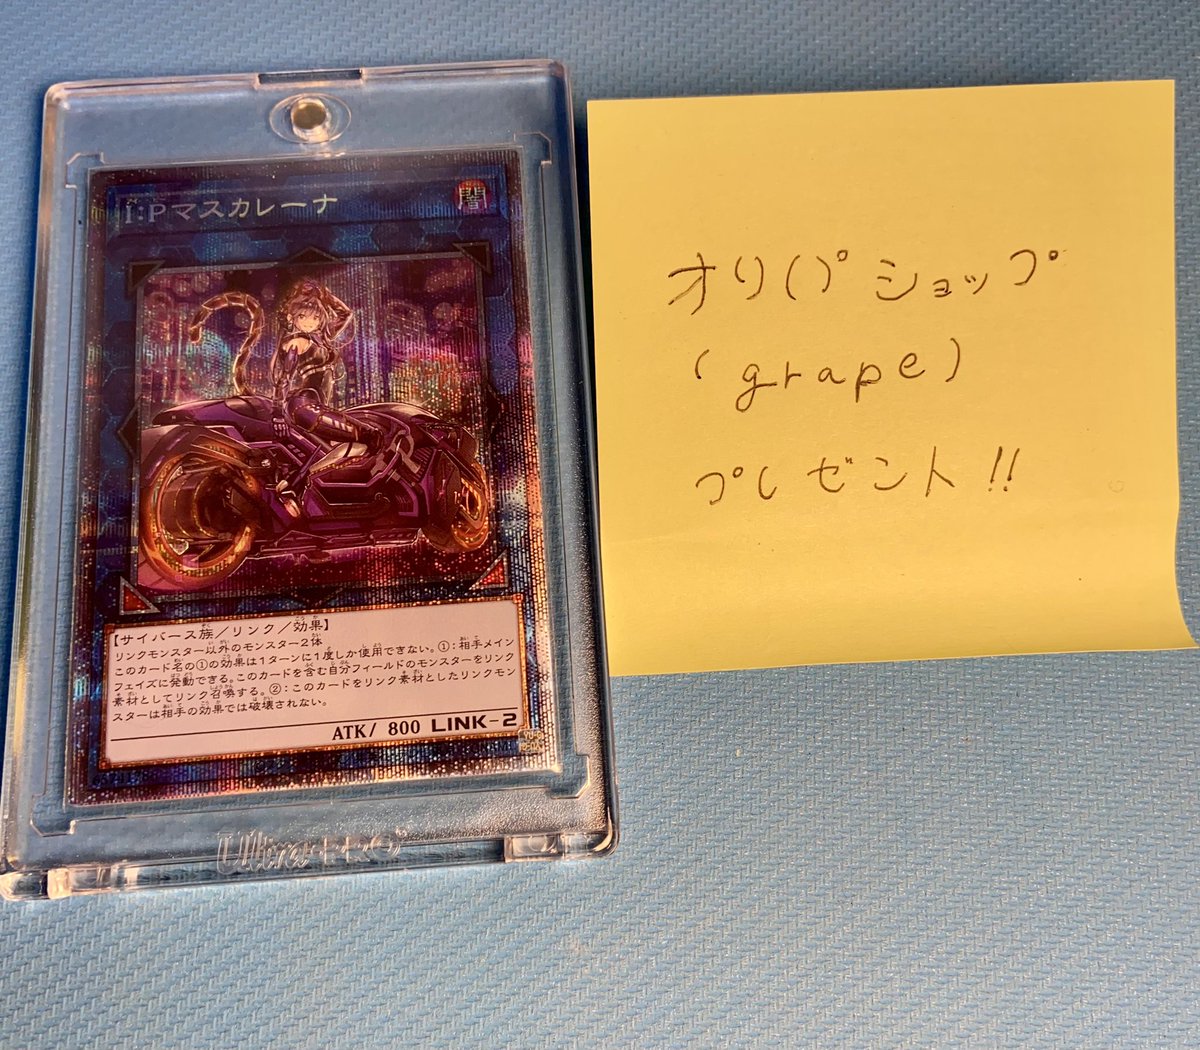 I:Pマスカレーナ
闇
【サイバース族／リンク／効果】
リンクモンスター以外のモンスター2体
このカード名の①の効果は1ターンに1度しか使用できない。①：相手メイン
フェイズに発動できる。このカードを含む自分フィールドのモンスターをリンク
素材としてリンク召喚する。②：このカードをリンク素材としたリンクモン
スターは相手の効果では破壊されない。
ATK/ 800 LINK-2
Ultra·PRO
オリパショップ
(grape)
プレゼント!!